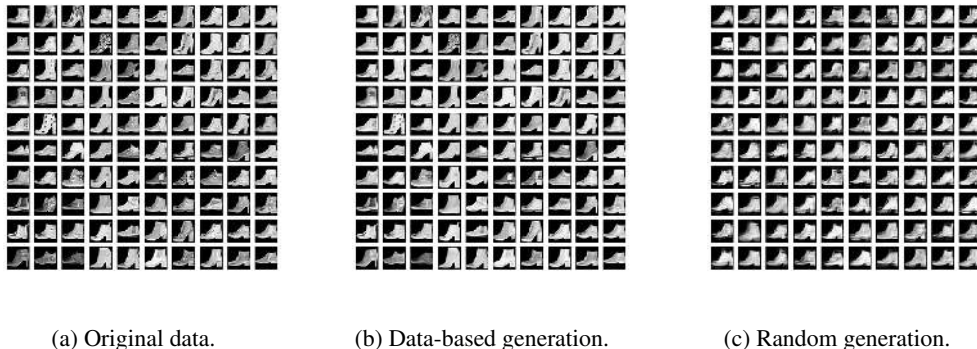 (a) Original data.
(b) Data-based generation.
(c) Random generation.